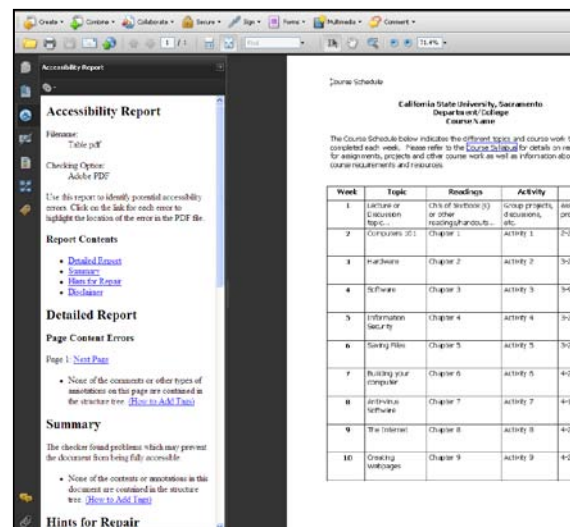 Create Combine Collaborate Secure Sign Forms Multimedia Comment
1 / 1 Find 71.4%
Accessibility Report
Accessibility Report
Filename:
Table.pdf
Checking Option:
Adobe PDF
Use this report to identify potential accessibility
errors. Click on the link for each error to
highlight the location of the error in the PDF file.
Report Contents
Detailed Report
Summary
Hints for Repair
Disclaimer
Detailed Report
Page Content Errors
Page 1: Next Page
None of the comments or other types of
annotations on this page are contained in
the structure tree. (How to Add Tags)
Summary
The checker found problems which may prevent
the document from being fully accessible
None of the contents or annotations in this
document are contained in the structure
tree. (How to Add Tags)
Hints for Repair
Course Schedule
California State University, Sacramento
Department/College
Course Name
The Course Schedule below indicates the different topics and course work
completed each week. Please refer to the Course Syllabus for details on
for assignments, projects and other course work as well as information
course requirements and resources.
Week Topic Readings Activity
1 Lecture or Discussion topic... Ch's of textbook(s) or other readings/handouts... Group projects, discussions, etc.
2 Computers 101 Chapter 1 Activity 1
3 Hardware Chapter 2 Activity 2
4 Software Chapter 3 Activity 3
5 Information Security Chapter 4 Activity 4
6 Saving Files Chapter 5 Activity 5
7 Building your computer Chapter 6 Activity 6
8 Antivirus Software Chapter 7 Activity 7
9 The Internet Chapter 8 Activity 8
10 Creating webpages Chapter 9 Activity 9